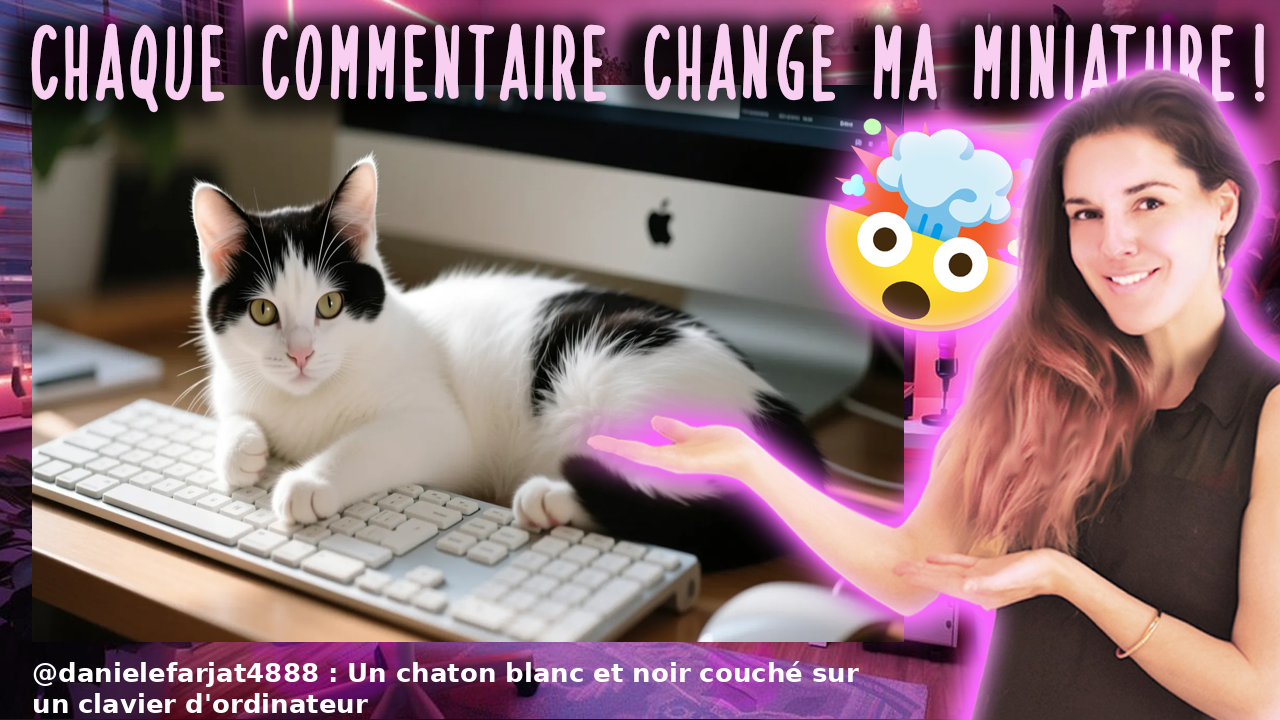 CHAQUE COMMENTAIRE CHANGE MA MINIATURE !
@danielefarjat4888 : Un chaton blanc et noir couché sur
un clavier d'ordinateur